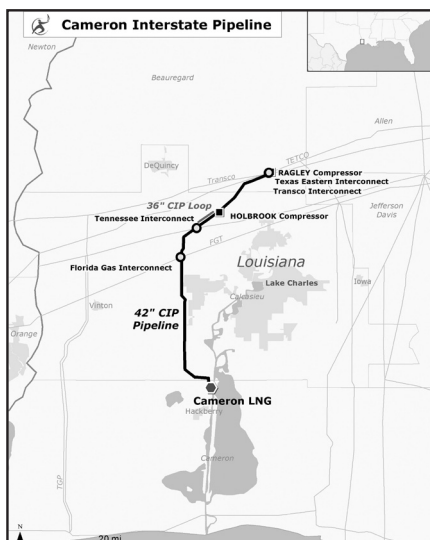 Cameron Interstate Pipeline
Newton
Beauregard
Allen
TETCO
DeQuincy
Transco
RAGLEY Compressor
Texas Eastern Interconnect
Transco Interconnect
36" CIP Loop
Tennessee Interconnect
HOLBROOK Compressor
Jefferson
Davis
FGT
Florida Gas Interconnect
Louisiana
Lake Charles
Iowa
Calcasieu
Vinton
42" CIP
Pipeline
Orange
Cameron LNG
Hackberry
Cameron
TGP
N
20 mi